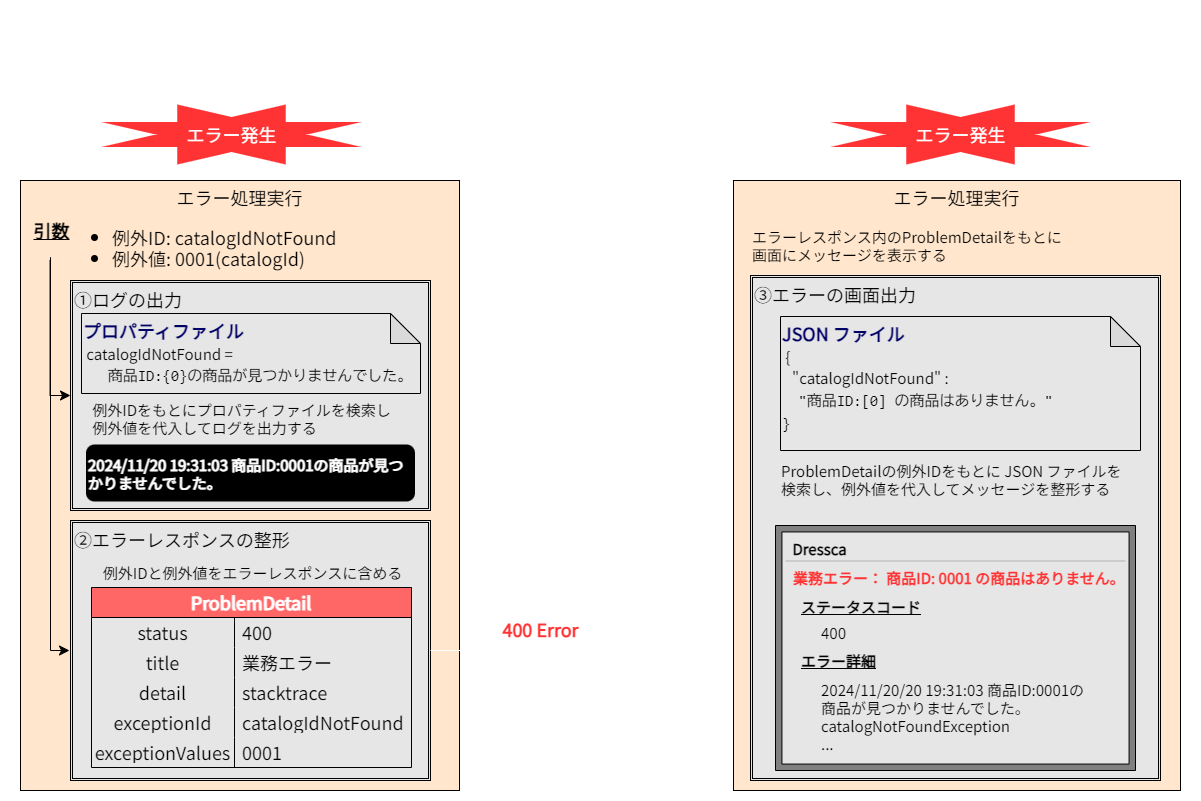 エラー発生
エラー処理実行
引数
• 例外ID: catalogIdNotFound
• 例外値: 0001(catalogId)
①ログの出力
プロパティファイル
catalogIdNotFound =
商品ID:{0}の商品が見つかりませんでした。
例外IDをもとにプロパティファイルを検索し
例外値を代入してログを出力する
2024/11/20 19:31:03 商品ID:0001の商品が見つ
かりませんでした。
②エラーレスポンスの整形
例外IDと例外値をエラーレスポンスに含める
ProblemDetail
status 400
title 業務エラー
detail stacktrace
exceptionId catalogIdNotFound
exceptionValues 0001
400 Error
エラー発生
エラー処理実行
エラーレスポンス内のProblemDetailをもとに
画面にメッセージを表示する
③エラーの画面出力
JSON ファイル
{
"catalogIdNotFound" :
"商品ID:[0] の商品はありません。"
}
ProblemDetailの例外IDをもとに JSON ファイルを
検索し、例外値を代入してメッセージを整形する
Dressca
業務エラー： 商品ID: 0001 の商品はありません。
ステータスコード
400
エラー詳細
2024/11/20/20 19:31:03 商品ID:0001の
商品が見つかりませんでした。
catalogNotFoundException
...